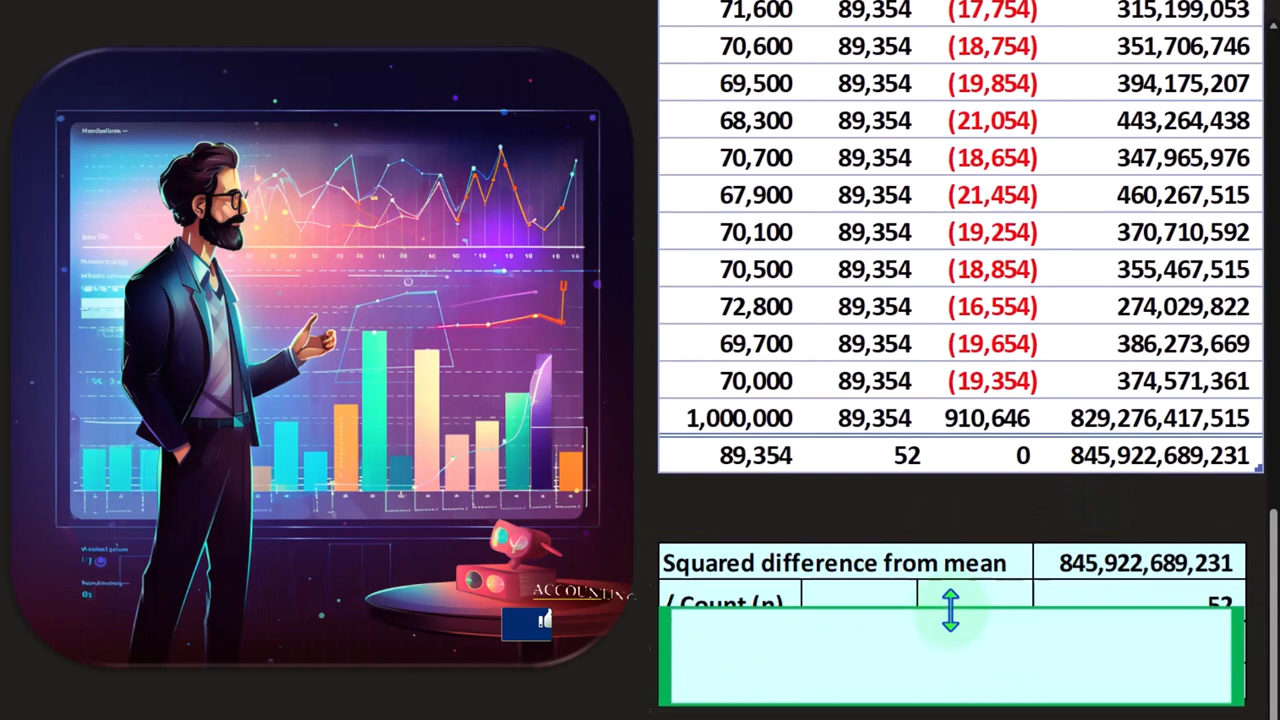 71,600 89,354 (17,754) 315,199,053
70,600 89,354 (18,754) 351,706,746
69,500 89,354 (19,854) 394,175,207
68,300 89,354 (21,054) 443,264,438
70,700 89,354 (18,654) 347,965,976
67,900 89,354 (21,454) 460,267,515
70,100 89,354 (19,254) 370,710,592
70,500 89,354 (18,854) 355,467,515
72,800 89,354 (16,554) 274,029,822
69,700 89,354 (19,654) 386,273,669
70,000 89,354 (19,354) 374,571,361
1,000,000 89,354 910,646 829,276,417,515
89,354 52 0 845,922,689,231
Squared difference from mean 845,922,689,231
/ Count (n) 52
ACCOUNTING